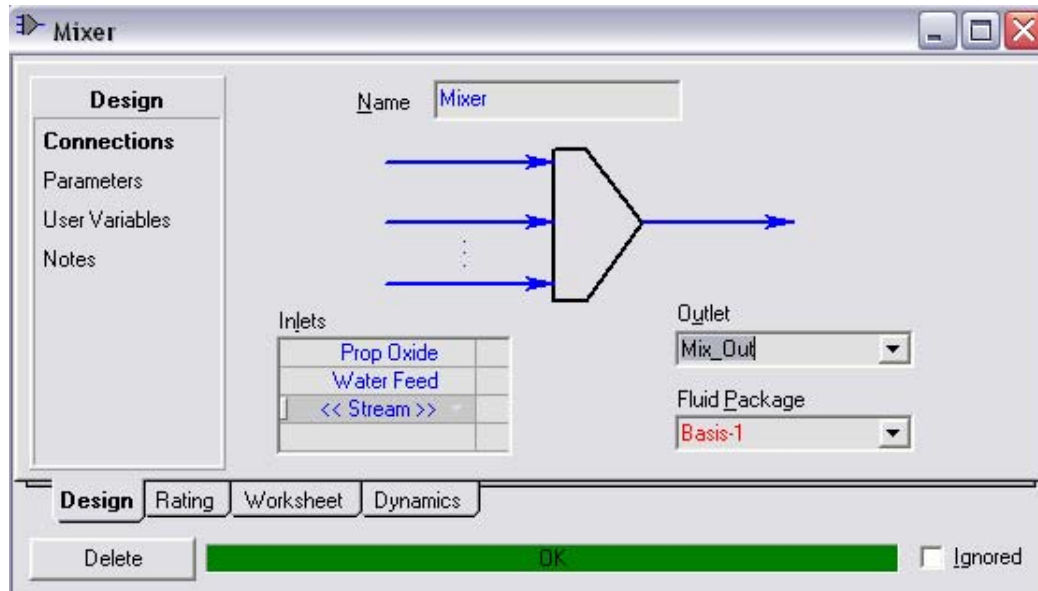 Mixer
Design
Connections
Parameters
User Variables
Notes
Name Mixer
Inlets
Prop Oxide
Water Feed
<< Stream >>
Outlet
Mix_Out
Fluid Package
Basis-1
Design Rating Worksheet Dynamics
Delete OK Ignored